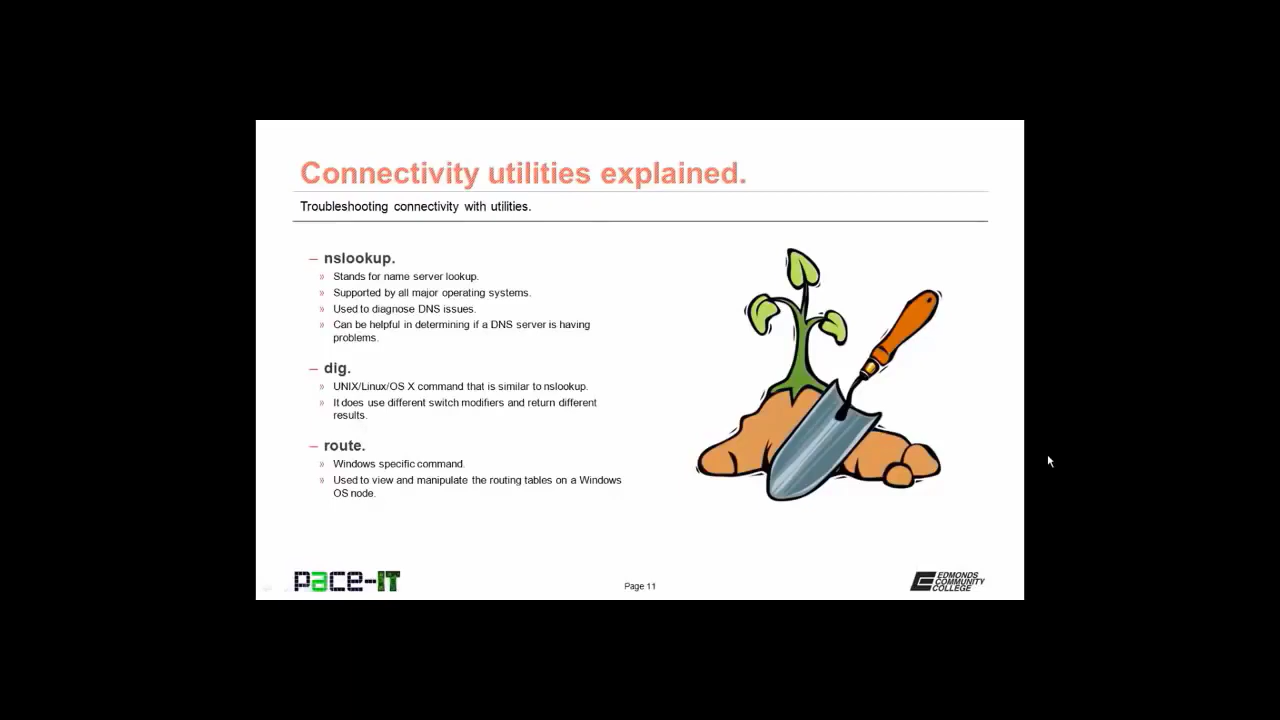 Connectivity utilities explained.
Troubleshooting connectivity with utilities.
– nslookup.
» Stands for name server lookup.
» Supported by all major operating systems.
» Used to diagnose DNS issues.
» Can be helpful in determining if a DNS server is having
problems.
– dig.
» UNIX/Linux/OS X command that is similar to nslookup.
» It does use different switch modifiers and return different
results.
– route.
» Windows specific command.
» Used to view and manipulate the routing tables on a Windows
OS node.
pace-IT
Page 11
EDMONDS
COMMUNITY
COLLEGE